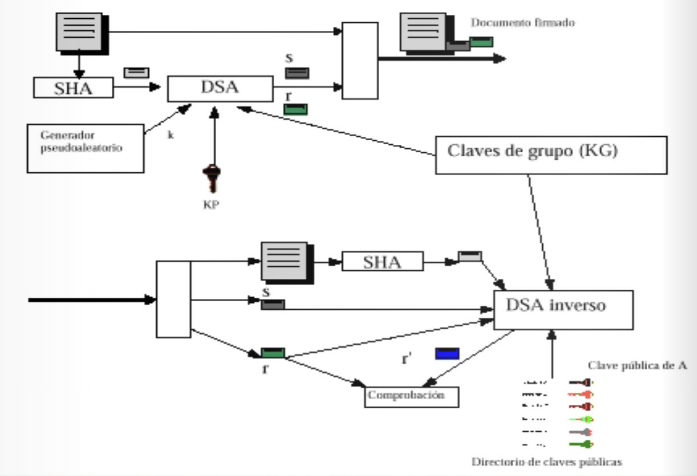 Documento firmado
s
SHA
DSA
r
Generador
pseudoaleatorio
k
Claves de grupo (KG)
KP
SHA
s
DSA inverso
r'
r
Clave pública de A
Comprobación
Directorio de claves públicas